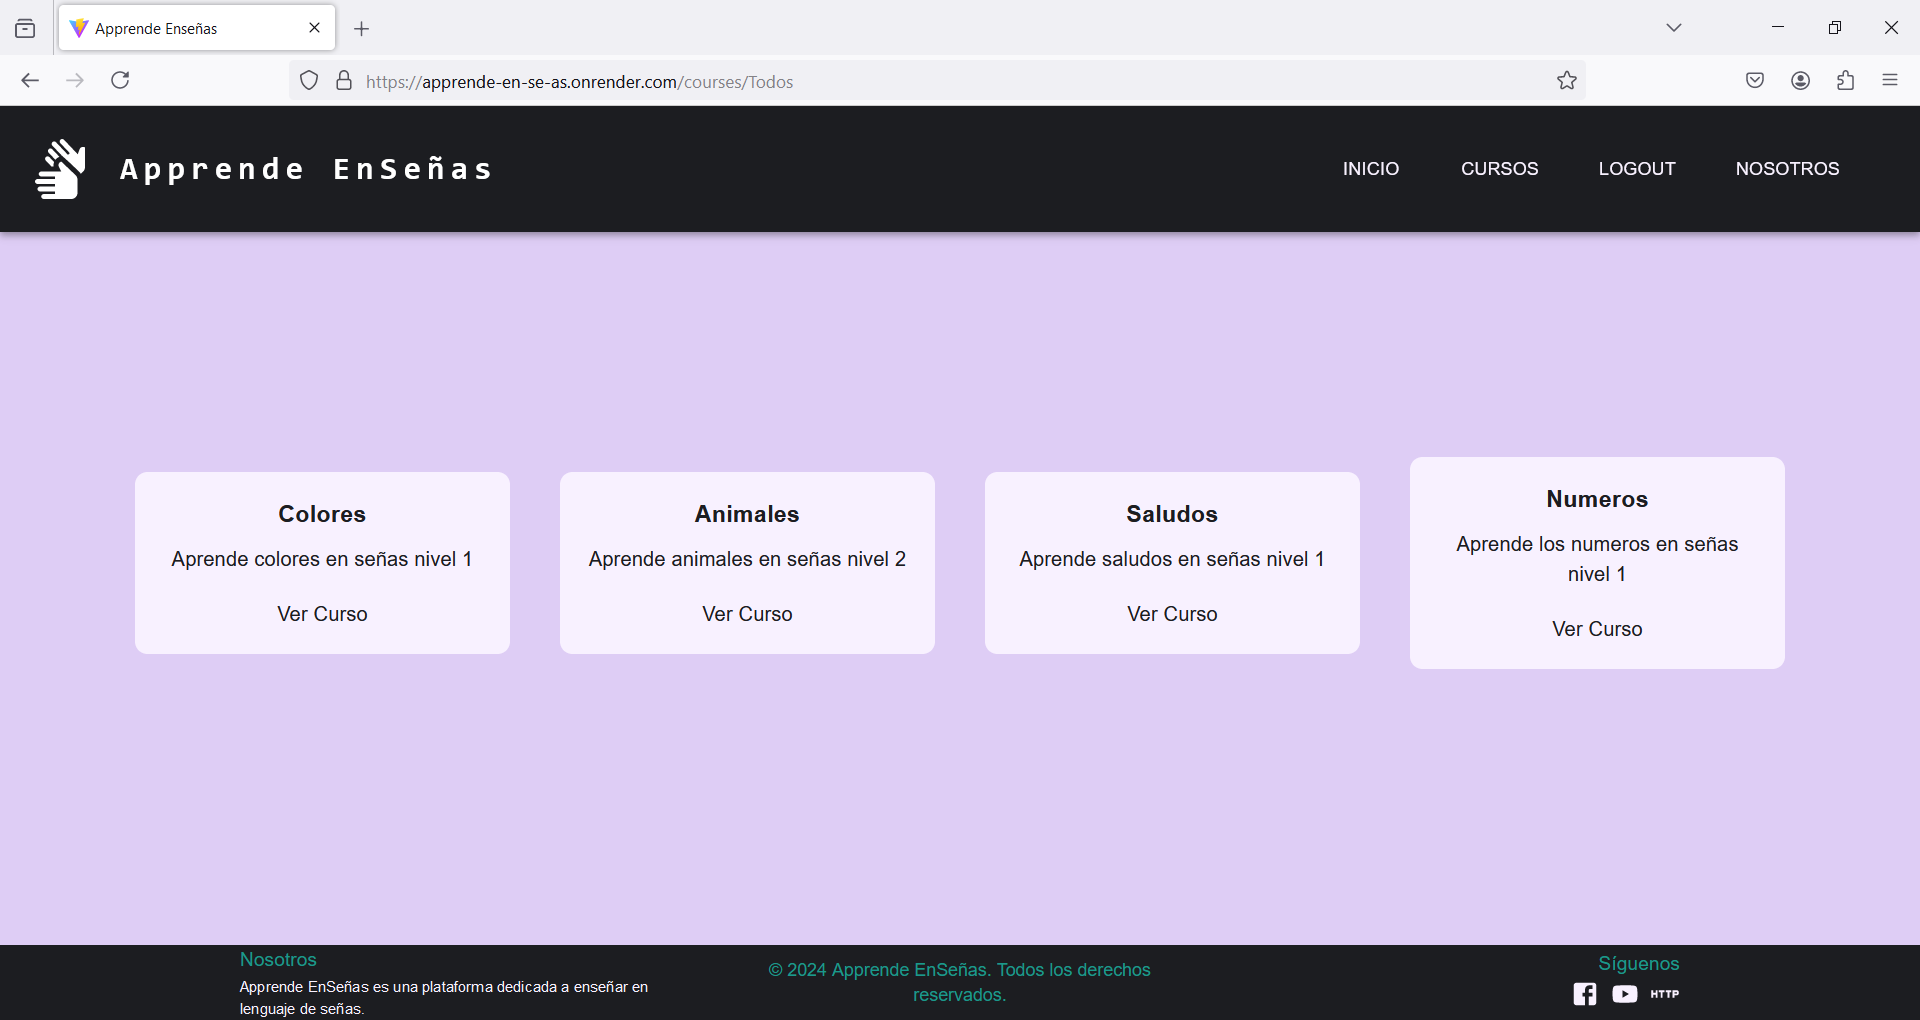 Apprende Enseñas
https://apprende-en-se-as.onrender.com/courses/Todos
Apprende EnSeñas
INICIO
CURSOS
LOGOUT
NOSOTROS
Colores
Aprende colores en señas nivel 1
Ver Curso
Animales
Aprende animales en señas nivel 2
Ver Curso
Saludos
Aprende saludos en señas nivel 1
Ver Curso
Numeros
Aprende los numeros en señas
nivel 1
Ver Curso
Nosotros
Apprende EnSeñas es una plataforma dedicada a enseñar en
lenguaje de señas.
© 2024 Apprende EnSeñas. Todos los derechos
reservados.
Síguenos
HTTP